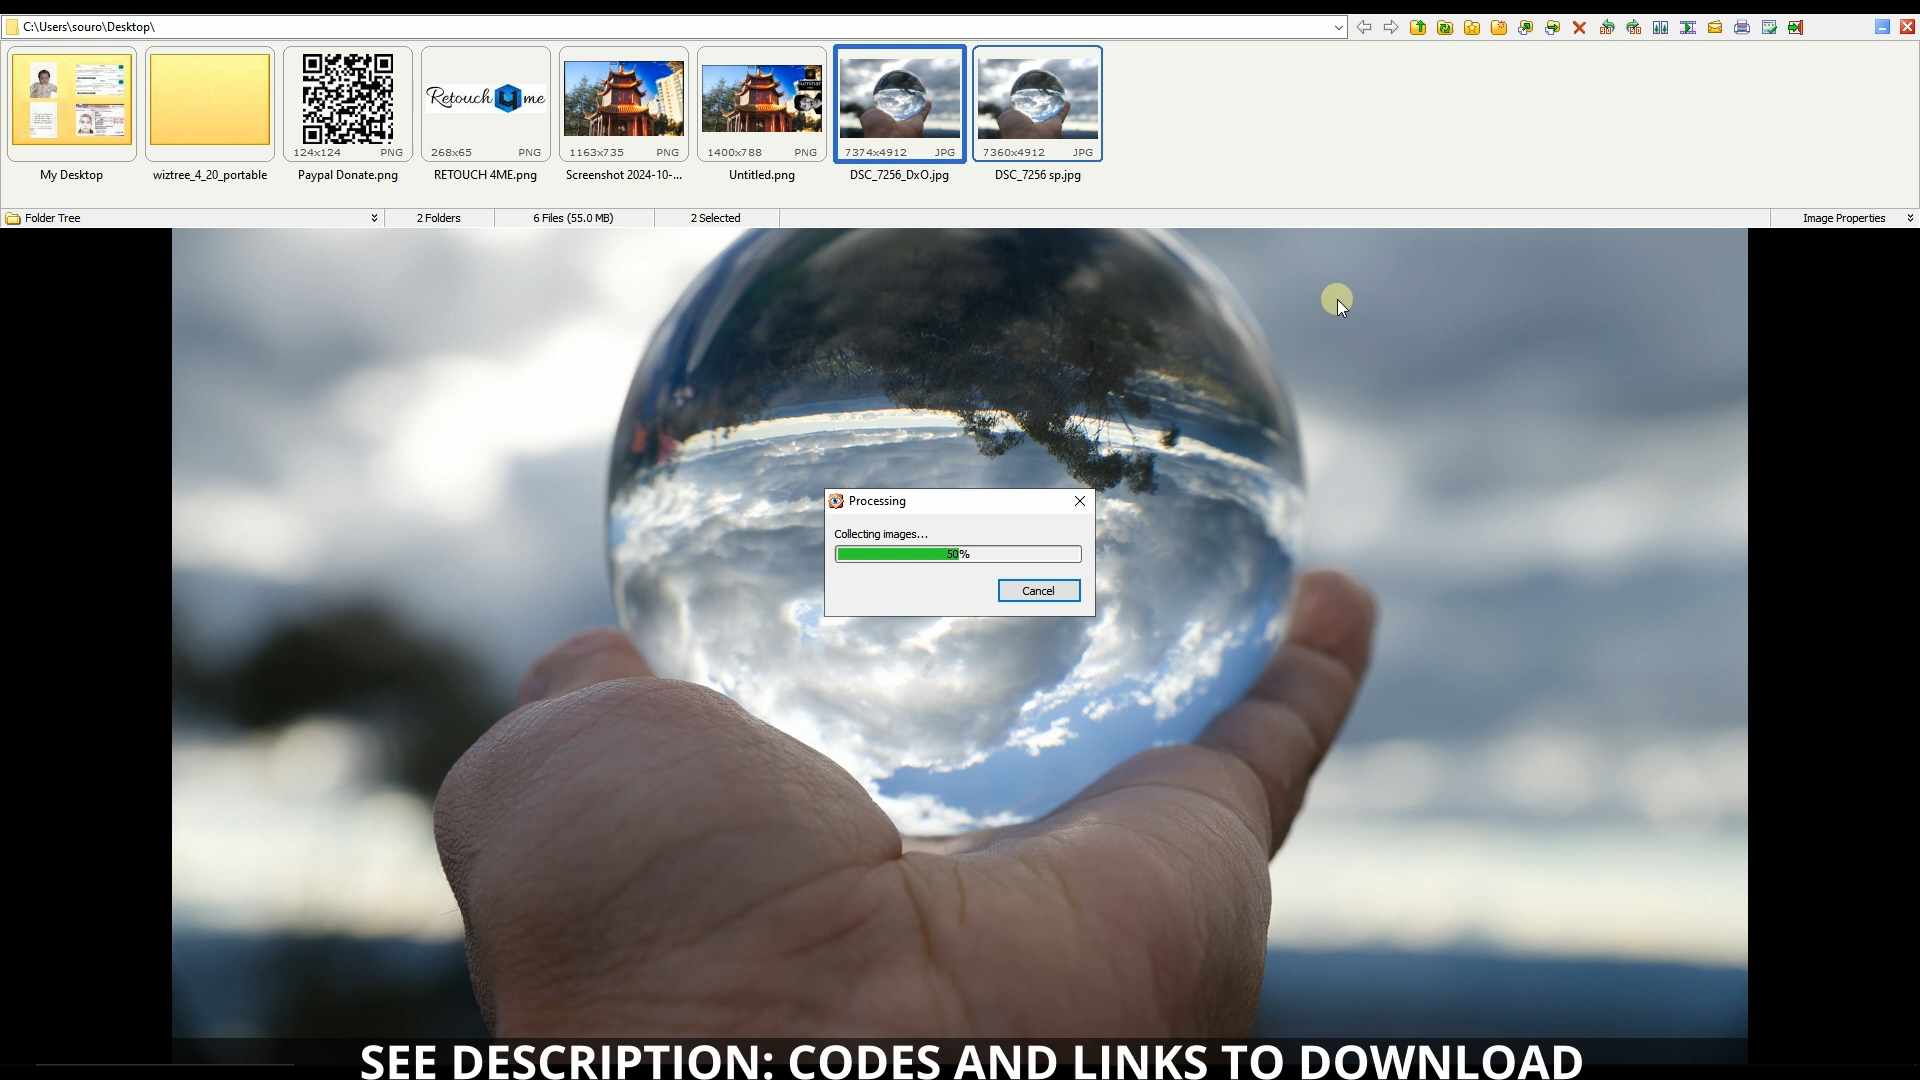 C:\Users\souro\Desktop\
Retouch 4me
124x124 PNG
268x65 PNG
1163x735 PNG
1400x788 PNG
7374x4912 JPG
7360x4912 JPG
My Desktop
wiztree_4_20_portable
Paypal Donate.png
RETOUCH 4ME.png
Screenshot 2024-10-...
Untitled.png
DSC_7256_DxO.jpg
DSC_7256 sp.jpg
Folder Tree
2 Folders
6 Files (55.0 MB)
2 Selected
Image Properties
Processing
Collecting images...
50%
Cancel
SEE DESCRIPTION: CODES AND LINKS TO DOWNLOAD